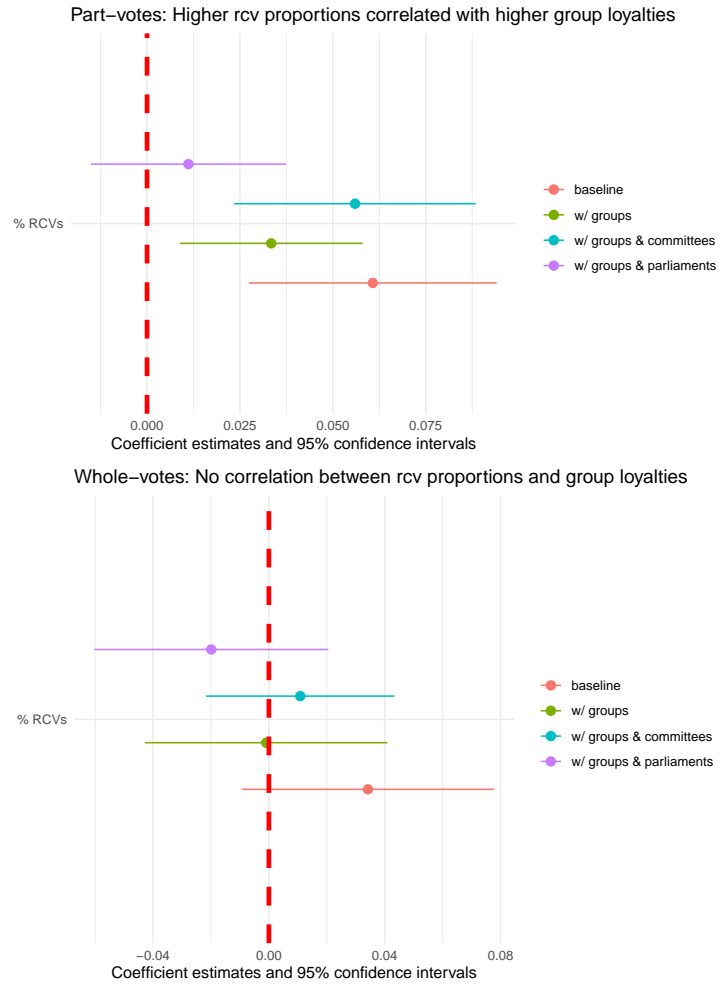 Part−votes: Higher rcv proportions correlated with higher group loyalties
% RCVs
baseline
w/ groups
w/ groups & committees
w/ groups & parliaments
0.000 0.025 0.050 0.075
Coefficient estimates and 95% confidence intervals
Whole−votes: No correlation between rcv proportions and group loyalties
% RCVs
baseline
w/ groups
w/ groups & committees
w/ groups & parliaments
−0.04 0.00 0.04 0.08
Coefficient estimates and 95% confidence intervals